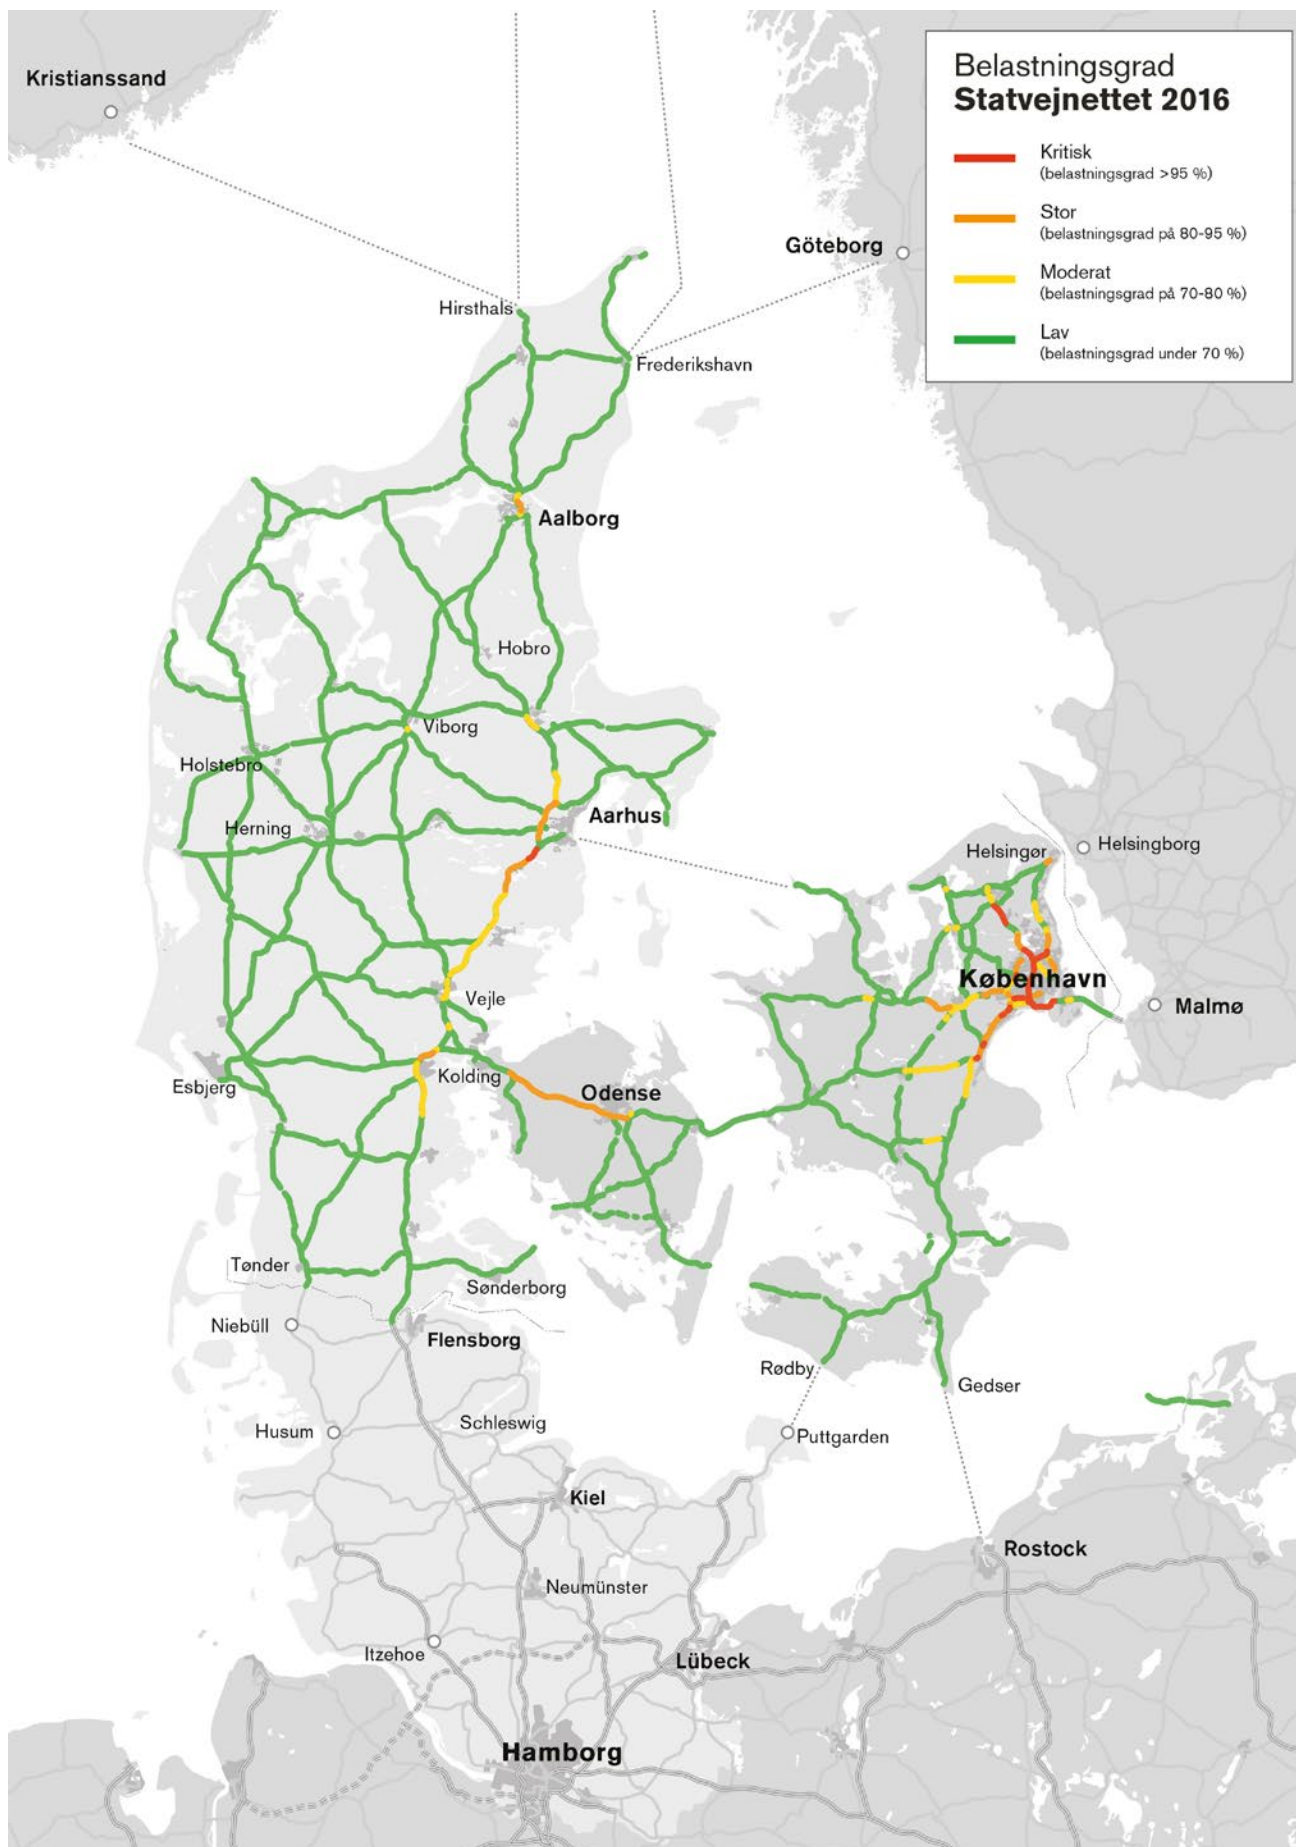 Belastningsgrad
Statvejnettet 2016
Kritisk
(belastningsgrad >95 %)
Stor
(belastningsgrad på 80-95 %)
Moderat
(belastningsgrad på 70-80 %)
Lav
(belastningsgrad under 70 %)
Kristianssand
Göteborg
Hirsthals
Frederikshavn
Aalborg
Hobro
Viborg
Holstebro
Aarhus
Herning
Helsingør
Helsingborg
København
Vejle
Malmø
Esbjerg
Kolding
Odense
Tønder
Sønderborg
Niebüll
Flensborg
Rødby
Gedser
Schleswig
Husum
Puttgarden
Kiel
Rostock
Neumünster
Itzehoe
Lübeck
Hamborg